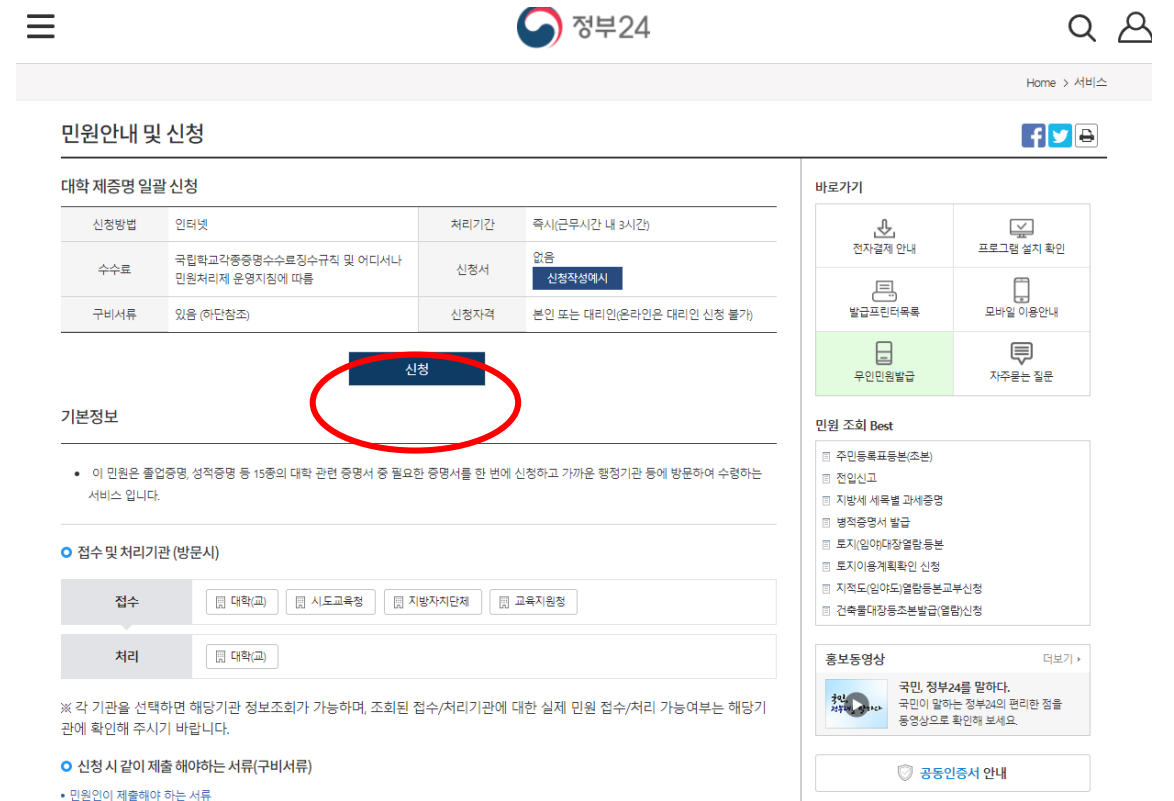 정부24
Home > 서비스
민원안내 및 신청
대학 제증명 일괄 신청
신청방법
인터넷
처리기간
즉시(근무시간 내 3시간)
수수료
국립학교각종증명수수료징수규칙 및 어디서나
민원처리제 운영지침에 따름
신청서
없음
신청작성예시
구비서류
있음 (하단참조)
신청자격
본인 또는 대리인(온라인은 대리인 신청 불가)
신청
기본정보
• 이 민원은 졸업증명, 성적증명 등 15종의 대학 관련 증명서 중 필요한 증명서를 한 번에 신청하고 가까운 행정기관 등에 방문하여 수령하는
서비스 입니다.
접수 및 처리기관 (방문시)
접수
대학(교)
시.도교육청
지방자치단체
교육지원청
처리
대학(교)
※ 각 기관을 선택하면 해당기관 정보조회가 가능하며, 조회된 접수/처리기관에 대한 실제 민원 접수/처리 가능여부는 해당기
관에 확인해 주시기 바랍니다.
신청 시 같이 제출 해야하는 서류(구비서류)
• 민원인이 제출해야 하는 서류
바로가기
전자결제 안내
프로그램 설치 확인
발급프린터목록
모바일 이용안내
무인민원발급
자주묻는 질문
민원 조회 Best
주민등록표등본(초본)
전입신고
지방세 세목별 과세증명
병적증명서 발급
토지(임야)대장열람.등본
토지이용계획확인 신청
지적도(임야도)열람등본교부신청
건축물대장등초본발급(열람)신청
홍보동영상
더보기
국민, 정부24를 말하다.
국민이 말하는 정부24의 편리한 점을
동영상으로 확인해 보세요.
공동인증서 안내